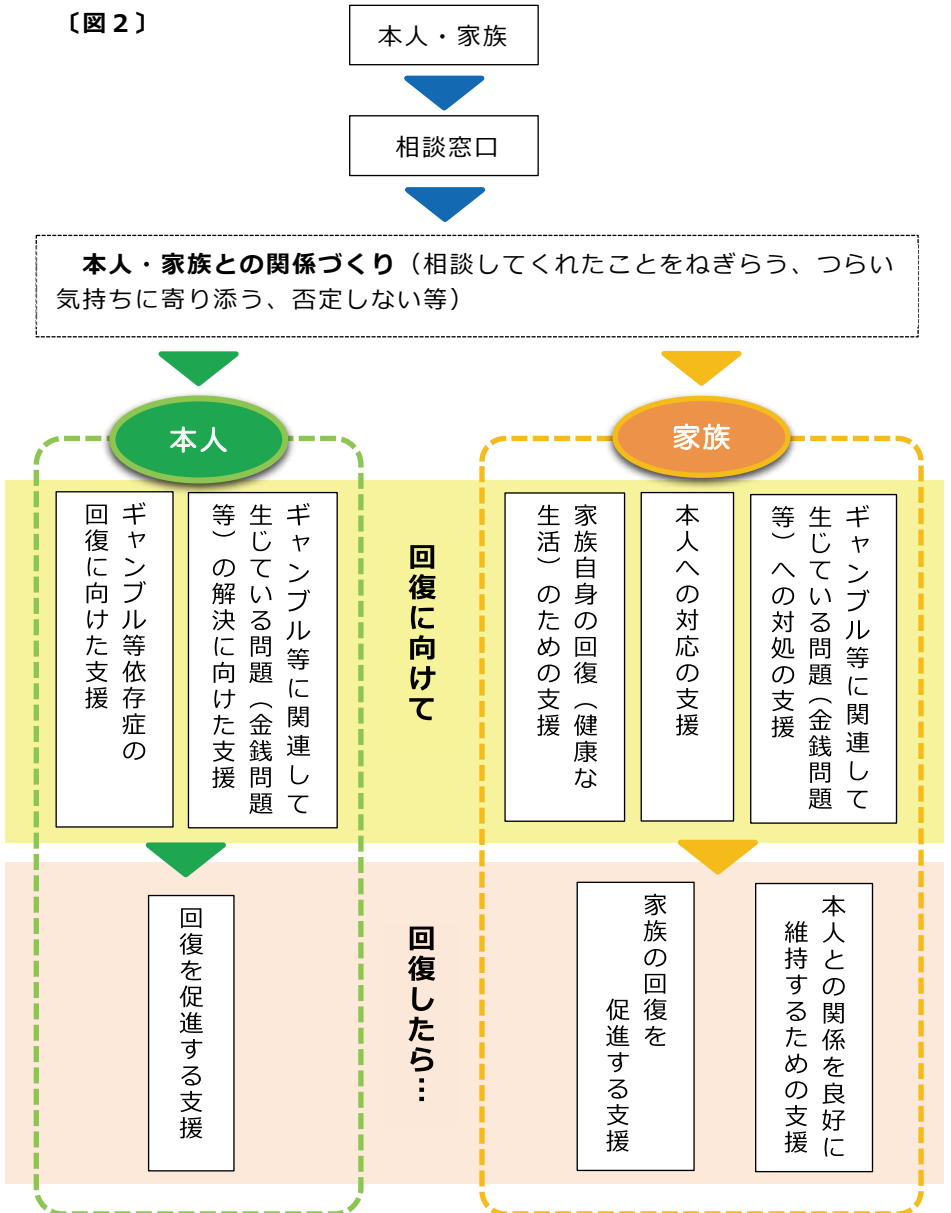 〔図２〕
本人・家族
相談窓口
本人・家族との関係づくり（相談してくれたことをねぎらう、つらい
気持ちに寄り添う、否定しない等）
本人
家族
ギャンブル等に関連して
生じている問題（金銭問題
等）の解決に向けた支援
ギャンブル等依存症の
回復に向けた支援
回復に向けて
ギャンブル等に関連して
生じている問題（金銭問題
等）への対処の支援
本人への対応の支援
家族自身の回復（健康な
生活）のための支援
回復を促進する支援
回復したら…
本人との関係を良好に
維持するための支援
家族の回復を
促進する支援